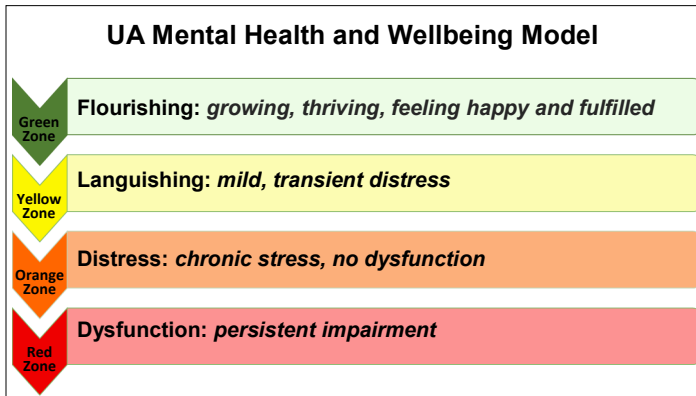 UA Mental Health and Wellbeing Model
Green
Zone
Flourishing: growing, thriving, feeling happy and fulfilled
Yellow
Zone
Languishing: mild, transient distress
Orange
Zone
Distress: chronic stress, no dysfunction
Red
Zone
Dysfunction: persistent impairment